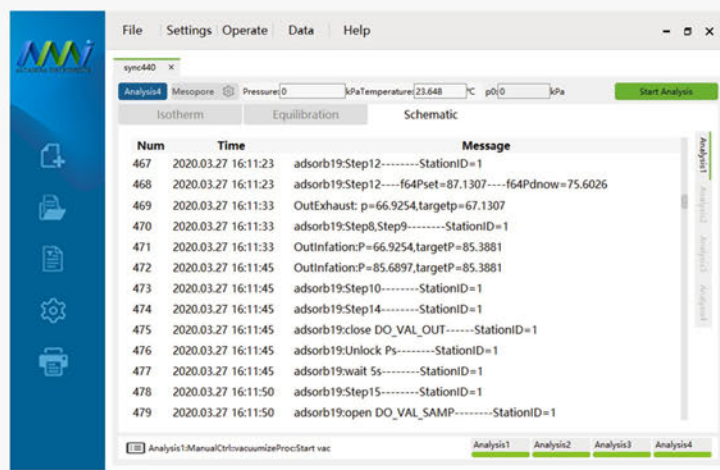 AMI
File Settings Operate Data Help
sync440 ×
Analysis4 Mesopore Pressure: 0 kPa Temperature: 23.648 °C p0: 0 kPa Start Analysis
Isotherm Equilibration Schematic
Num Time Message
467 2020.03.27 16:11:23 adsorb19:Step12--------StationID=1
468 2020.03.27 16:11:23 adsorb19:Step12----f64Pset=87.1307----f64Pdnow=75.6026
469 2020.03.27 16:11:33 OutExhaust: p=66.9254,targetp=67.1307
470 2020.03.27 16:11:33 adsorb19:Step8,Step9--------StationID=1
471 2020.03.27 16:11:33 OutInfation:P=66.9254,targetP=85.3881
472 2020.03.27 16:11:45 OutInfation:P=85.6897,targetP=85.3881
473 2020.03.27 16:11:45 adsorb19:Step10--------StationID=1
474 2020.03.27 16:11:45 adsorb19:Step14--------StationID=1
475 2020.03.27 16:11:45 adsorb19:close DO_VAL_OUT------StationID=1
476 2020.03.27 16:11:45 adsorb19:Unlock Ps--------StationID=1
477 2020.03.27 16:11:45 adsorb19:wait 5s--------StationID=1
478 2020.03.27 16:11:50 adsorb19:Step15--------StationID=1
479 2020.03.27 16:11:50 adsorb19:open DO_VAL_SAMP--------StationID=1
Analysis1
Analysis2
Analysis3
Analysis4
Analysis1:ManualCtrl:vacuumizeProc:Start vac
Analysis1 Analysis2 Analysis3 Analysis4